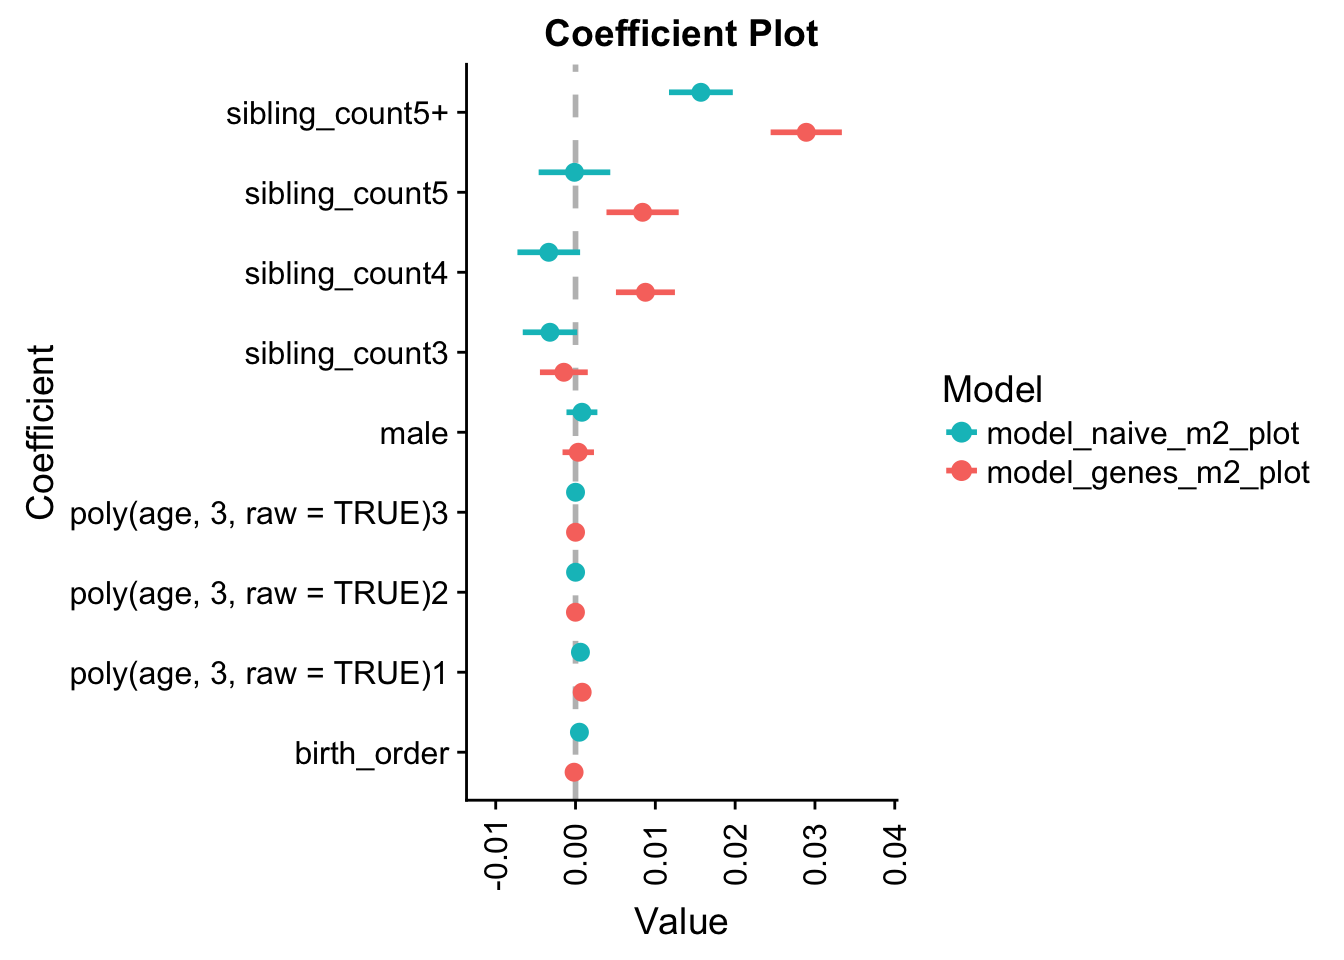 Coefficient Plot
Coefficient
sibling_count5+
sibling_count5
sibling_count4
sibling_count3
male
poly(age, 3, raw = TRUE)3
poly(age, 3, raw = TRUE)2
poly(age, 3, raw = TRUE)1
birth_order
-0.01
0.00
0.01
0.02
0.03
0.04
Value
Model
model_naive_m2_plot
model_genes_m2_plot